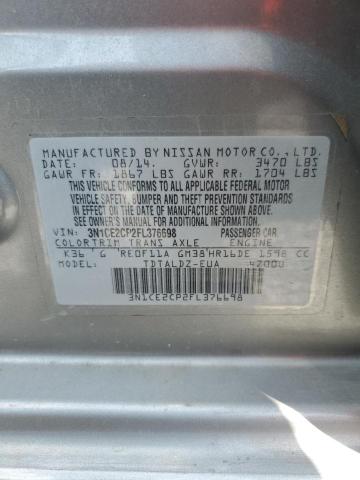 MANUFACTURED BY NISSAN MOTOR CO., LTD.
DATE: 08/14. GVWR: 3470 LBS
GAWR FR: 1867 LBS GAWR RR: 1704 LBS
THIS VEHICLE CONFORMS TO ALL APPLICABLE FEDERAL MOTOR
VEHICLE SAFETY, BUMPER, AND THEFT PREVENTION STANDARDS
IN EFFECT ON THE DATE OF MANUFACTURE SHOWN ABOVE.
SEE OWNER'S MANUAL FOR ADDITIONAL INFORMATION.
VIN: 3N1CE2CP2FL376698 PASSENGER CAR
COLOR TRIM TRANS AXLE ENGINE
K36 G RE0F11A GM38 HR16DE 1598 CC
MODEL: TDTALDZ-EUA 47000
3N1CE2CP2FL376698